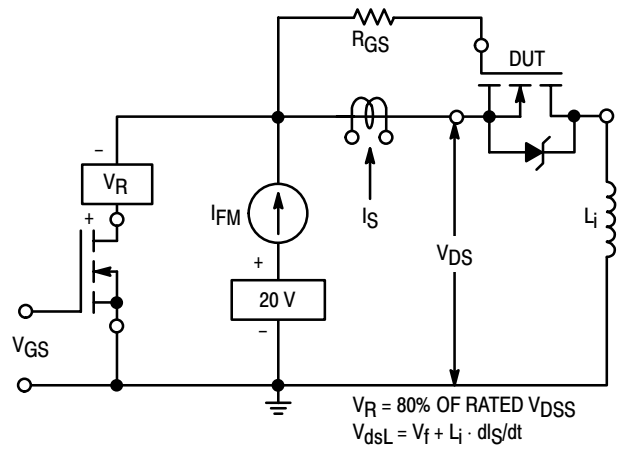 RGS
DUT
–
VR
+
IFM
+
20 V
–
IS
VDS
Li
VGS
VR = 80% OF RATED VDSS
VdsL = Vf + Li · dIS/dt